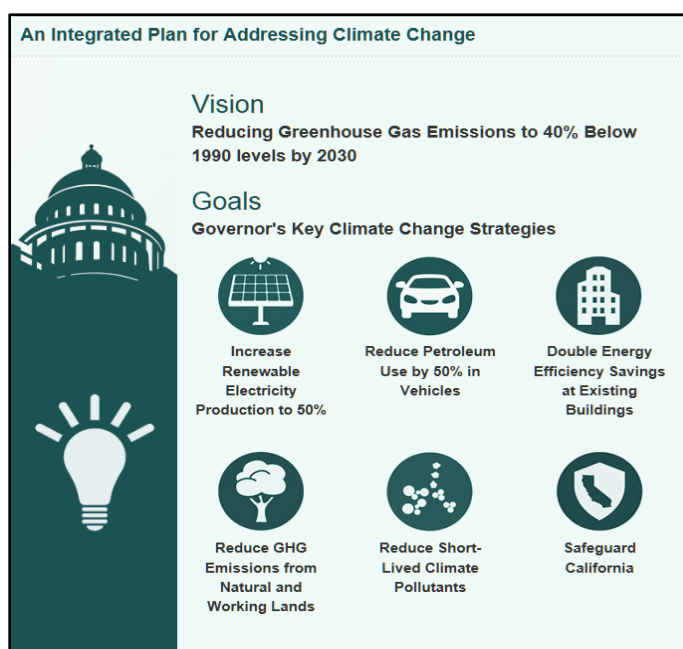 An Integrated Plan for Addressing Climate Change
Vision
Reducing Greenhouse Gas Emissions to 40% Below
1990 levels by 2030
Goals
Governor's Key Climate Change Strategies
Increase
Renewable
Electricity
Production to 50%
Reduce Petroleum
Use by 50% in
Vehicles
Double Energy
Efficiency Savings
at Existing
Buildings
Reduce GHG
Emissions from
Natural and
Working Lands
Reduce Short-
Lived Climate
Pollutants
Safeguard
California